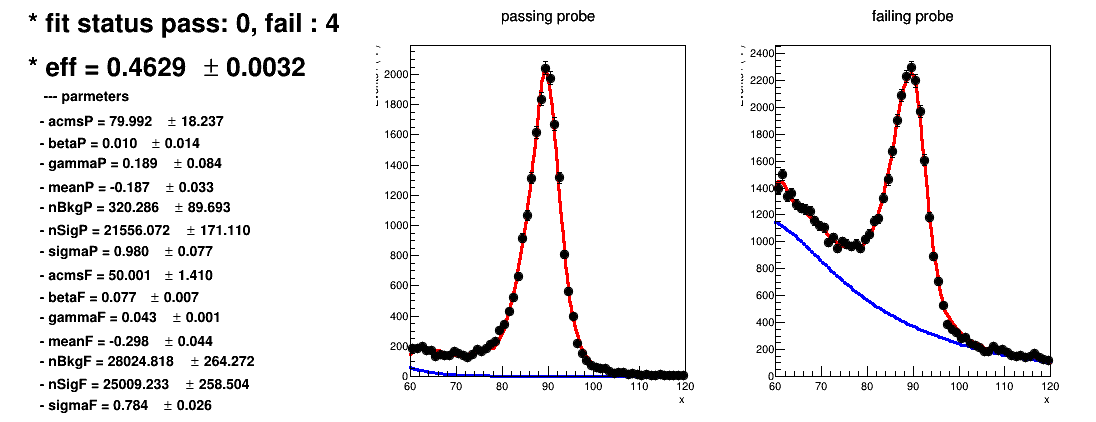 * fit status pass: 0, fail : 4
* eff = 0.4629 ± 0.0032
--- parmeters
- acmsP = 79.992 ± 18.237
- betaP = 0.010 ± 0.014
- gammaP = 0.189 ± 0.084
- meanP = -0.187 ± 0.033
- nBkgP = 320.286 ± 89.693
- nSigP = 21556.072 ± 171.110
- sigmaP = 0.980 ± 0.077
- acmsF = 50.001 ± 1.410
- betaF = 0.077 ± 0.007
- gammaF = 0.043 ± 0.001
- meanF = -0.298 ± 0.044
- nBkgF = 28024.818 ± 264.272
- nSigF = 25009.233 ± 258.504
- sigmaF = 0.784 ± 0.026
passing probe
2000
1800
1600
1400
1200
1000
800
600
400
200
0
60 70 80 90 100 110 120
x
failing probe
2400
2200
2000
1800
1600
1400
1200
1000
800
600
400
200
0
60 70 80 90 100 110 120
x